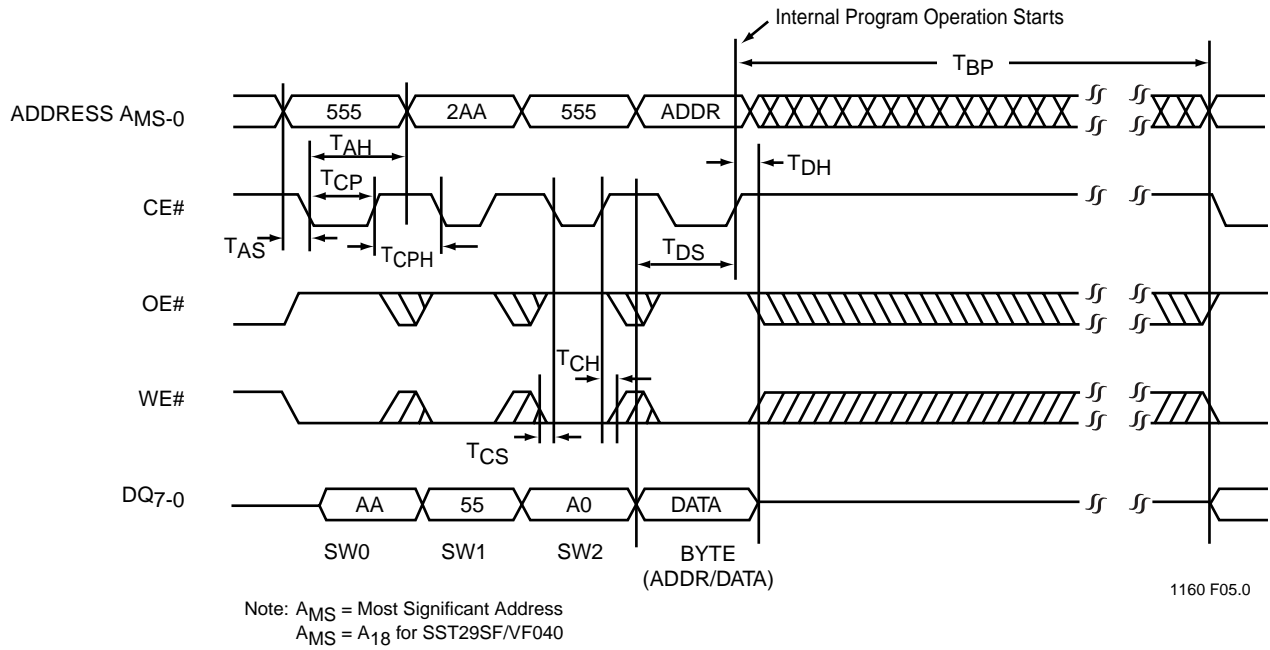 Internal Program Operation Starts
TBP
ADDRESS AMS-0
555
2AA
555
ADDR
TAH
TDH
TCP
CE#
TAS
TCPH
TDS
OE#
TCH
WE#
TCS
DQ7-0
AA
55
A0
DATA
SW0
SW1
SW2
BYTE
(ADDR/DATA)
1160 F05.0
Note: AMS = Most Significant Address
AMS = A18 for SST29SF/VF040